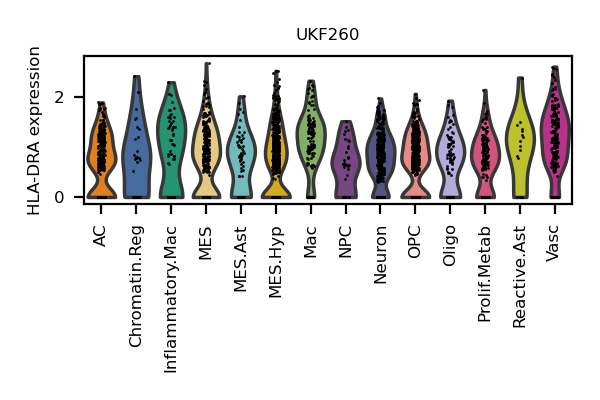 UKF260
HLA-DRA expression
2
0
AC
Chromatin.Reg
Inflammatory.Mac
MES
MES.Ast
MES.Hyp
Mac
NPC
Neuron
OPC
Oligo
Prolif.Metab
Reactive.Ast
Vasc